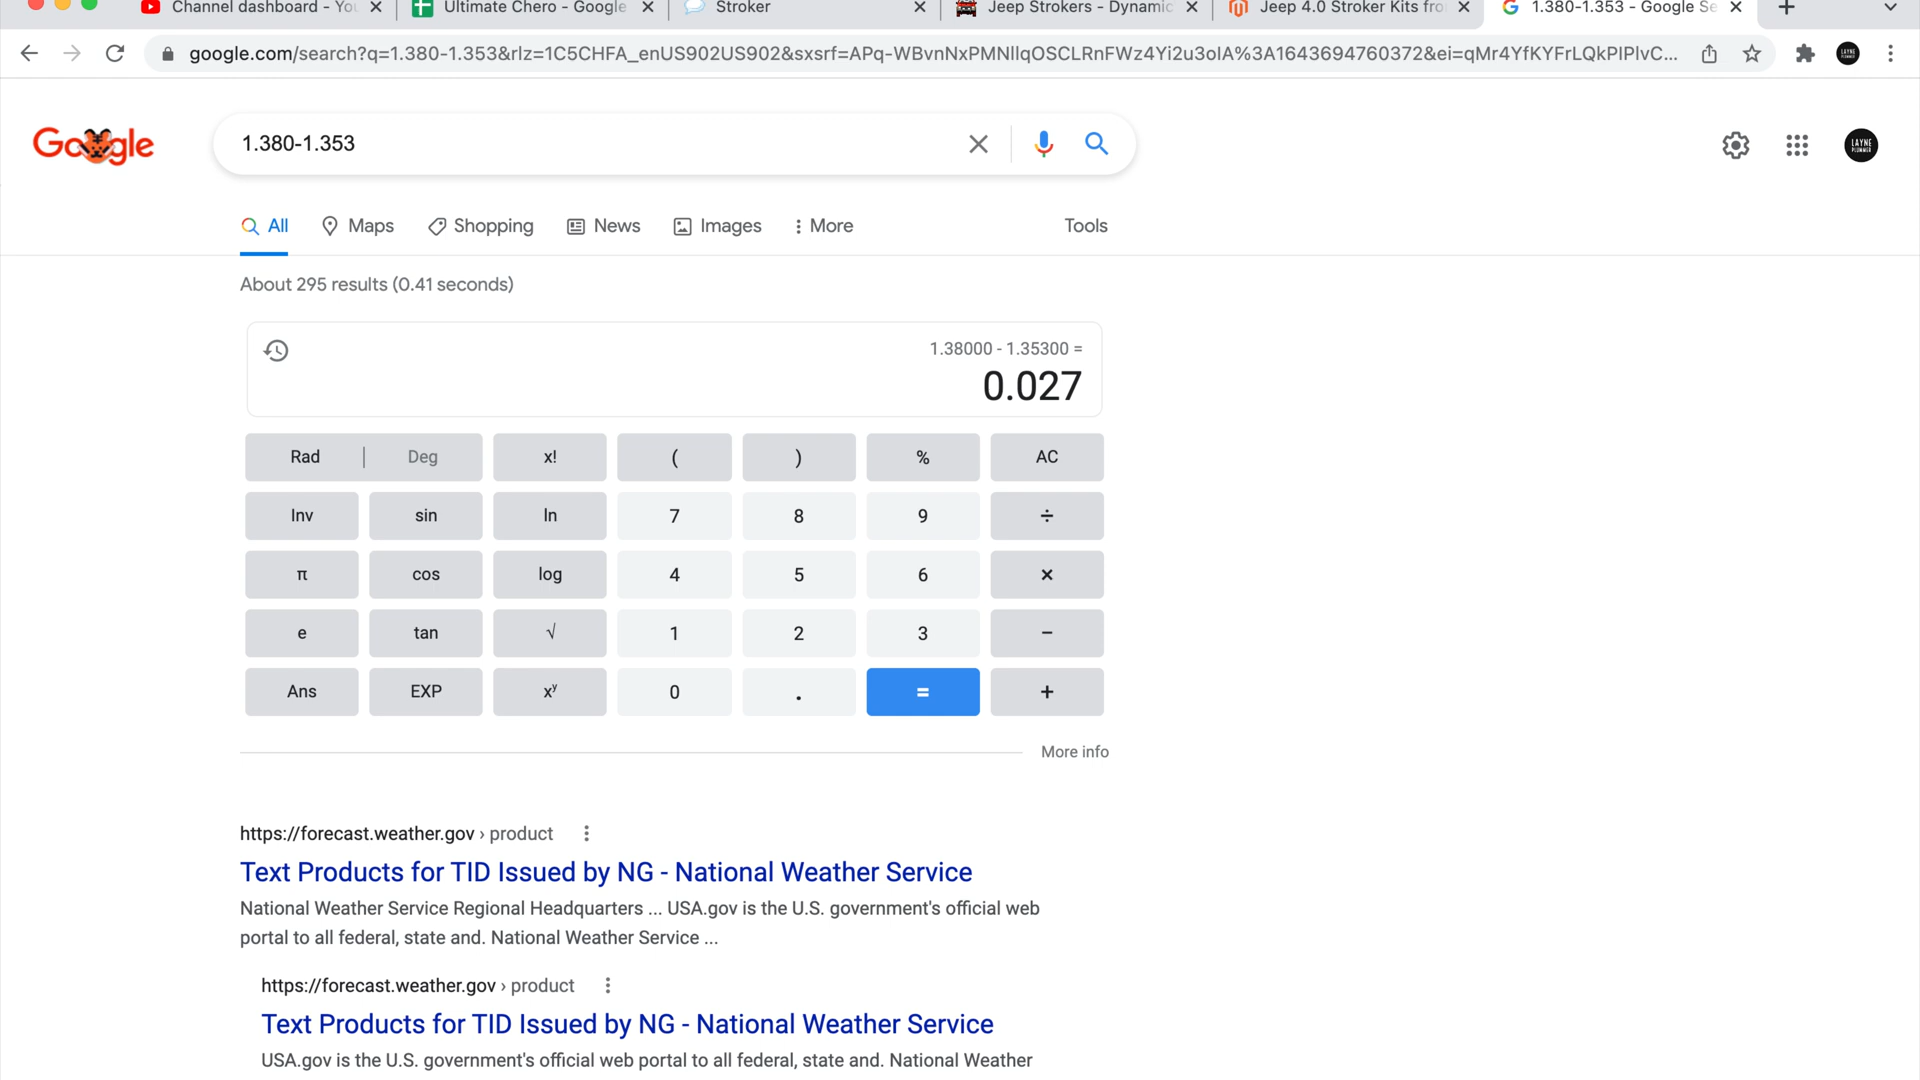 Channel dashboard - You
Ultimate Chero - Google
Stroker
Jeep Strokers - Dynamic
Jeep 4.0 Stroker Kits fro
1.380-1.353 - Google Se
google.com/search?q=1.380-1.353&rlz=1C5CHFA_enUS902US902&sxsrf=APq-WBvnNxPMNllqOSCLRnFWz4Yi2u3oIA%3A1643694760372&ei=qMr4YfKYFrLQkPIPlvC...
Google
1.380-1.353
LAYNE
PLUMMER
All
Maps
Shopping
News
Images
More
Tools
About 295 results (0.41 seconds)
1.38000 - 1.35300 =
0.027
Rad | Deg x! ( ) % AC
Inv sin ln 7 8 9 ÷
π cos log 4 5 6 ×
e tan √ 1 2 3 −
Ans EXP xʸ 0 . = +
More info
https://forecast.weather.gov › product
Text Products for TID Issued by NG - National Weather Service
National Weather Service Regional Headquarters ... USA.gov is the U.S. government's official web
portal to all federal, state and. National Weather Service ...
https://forecast.weather.gov › product
Text Products for TID Issued by NG - National Weather Service
USA.gov is the U.S. government's official web portal to all federal, state and. National Weather